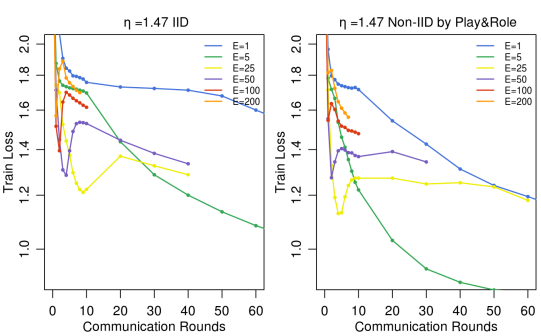 η =1.47 IID
Train Loss
2.0
1.8
1.6
1.4
1.2
1.0
E=1
E=5
E=25
E=50
E=100
E=200
0 10 20 30 40 50 60
Communication Rounds
η =1.47 Non-IID by Play&Role
Train Loss
2.0
1.8
1.6
1.4
1.2
1.0
E=1
E=5
E=25
E=50
E=100
E=200
0 10 20 30 40 50 60
Communication Rounds